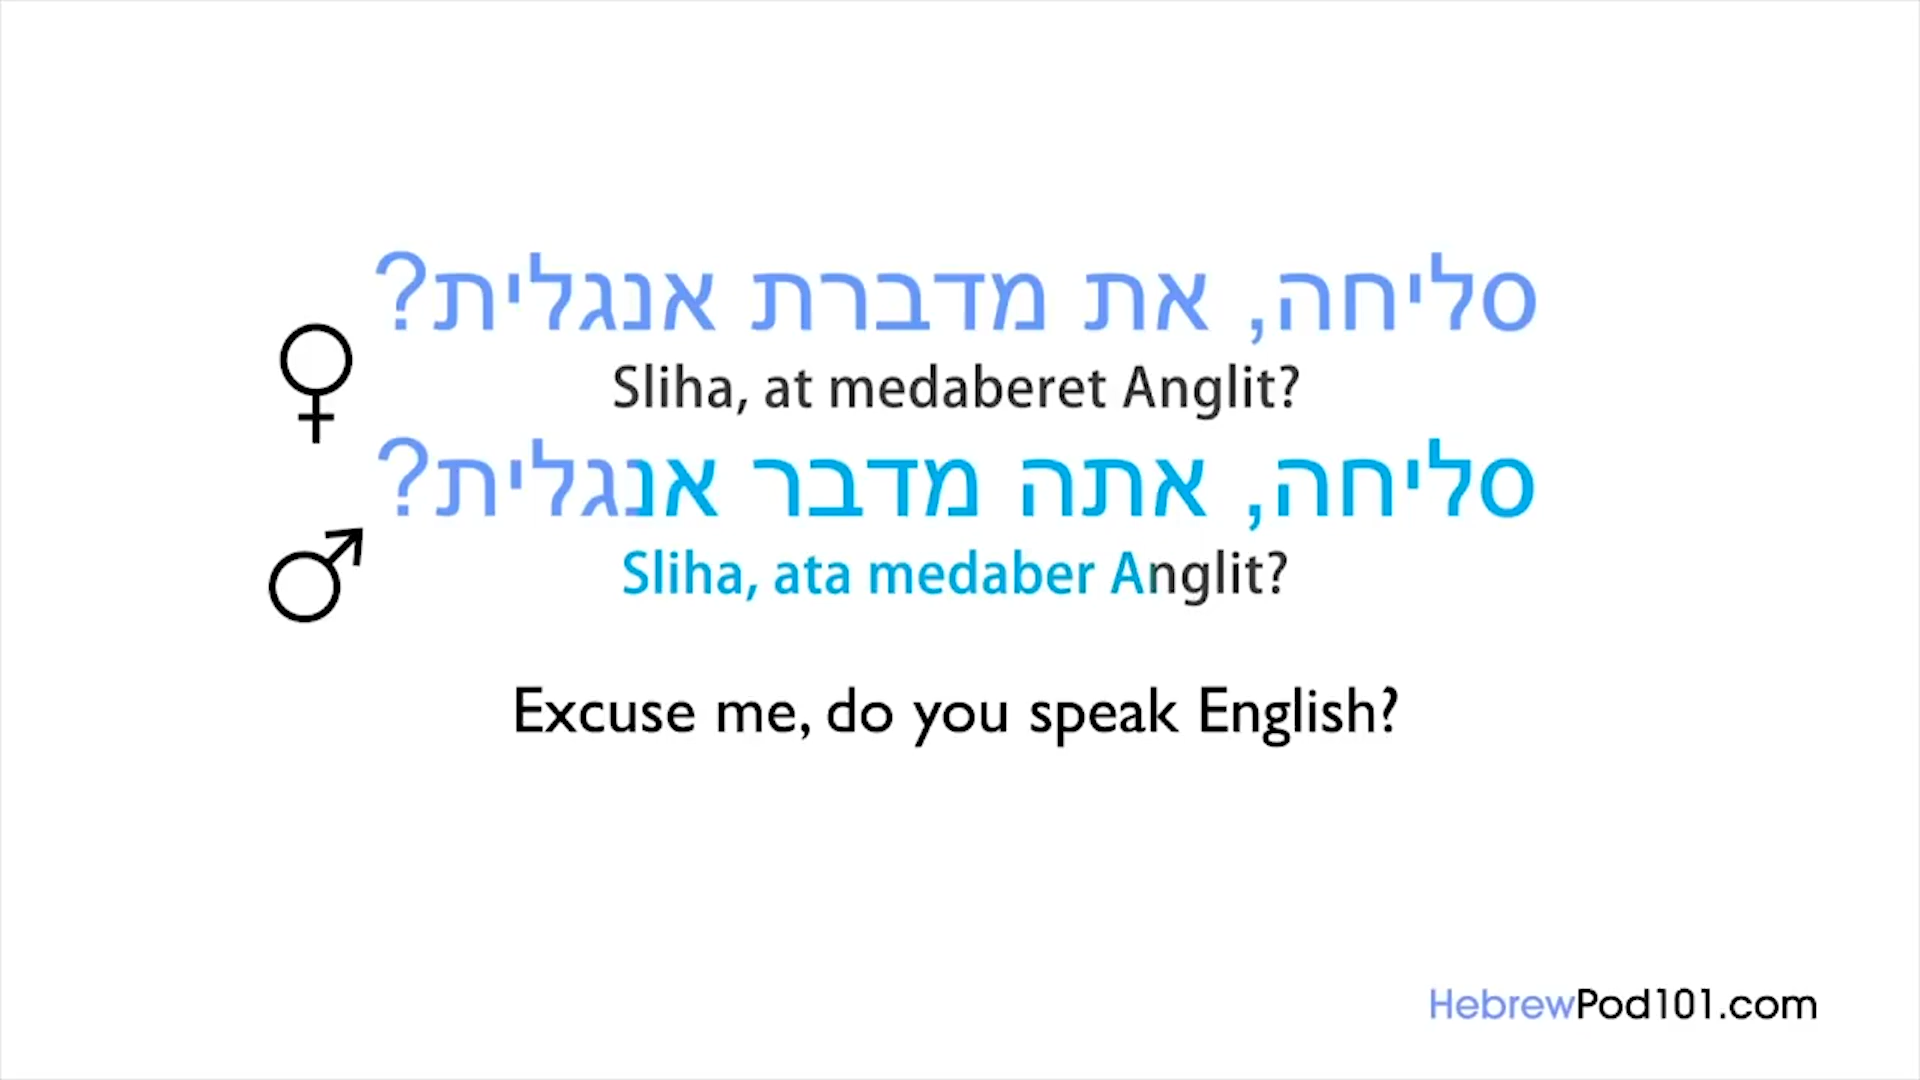 סליחה, את מדברת אנגלית?
Sliha, at medaberet Anglit?
סליחה, אתה מדבר אנגלית?
Sliha, ata medaber Anglit?
Excuse me, do you speak English?
HebrewPod101.com